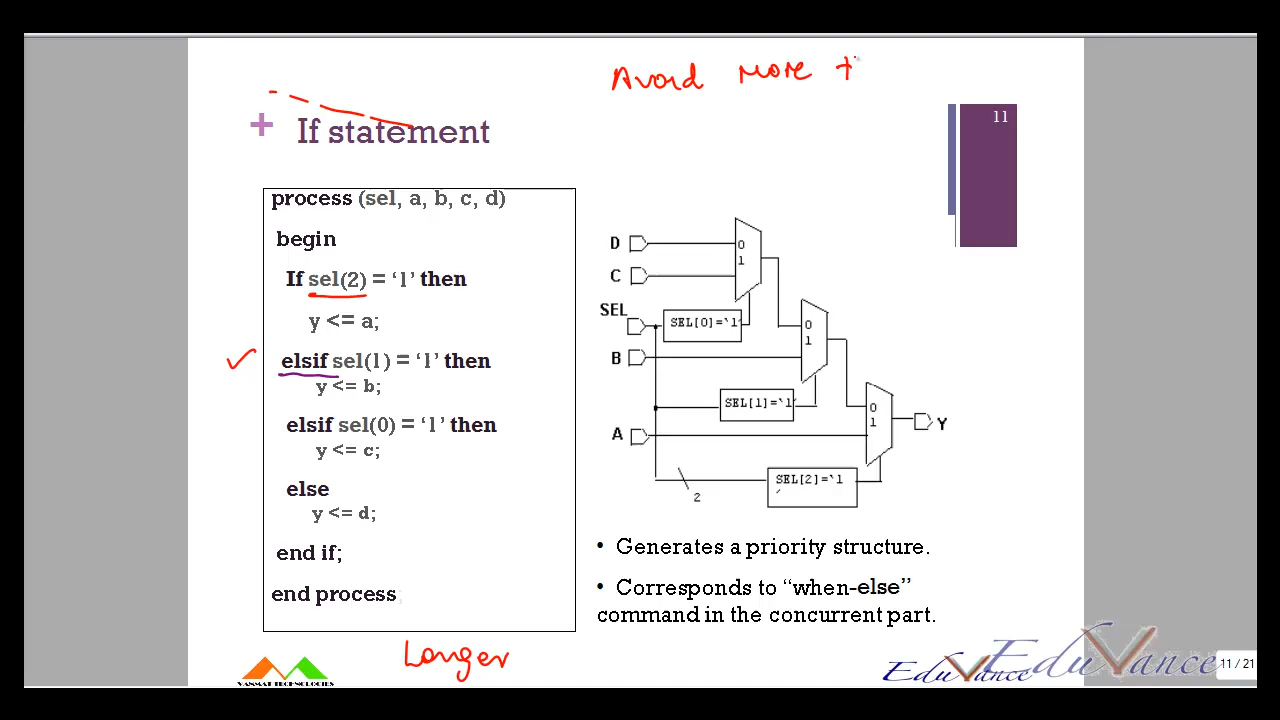 Avoid More t
+ If statement
11
process (sel, a, b, c, d)
begin
If sel(2) = ‘1’ then
y <= a;
elsif sel(1) = ‘1’ then
y <= b;
elsif sel(0) = ‘1’ then
y <= c;
else
y <= d;
end if;
end process;
D
0
1
C
SEL
SEL[0]=‘1’
0
1
B
SEL[1]=‘1’
0
1
A
Y
SEL[2]=‘1
’
2
• Generates a priority structure.
• Corresponds to “when-else”
command in the concurrent part.
Longer
VANMAT TECHNOLOGIES
EduVance
EduVance
11 / 21